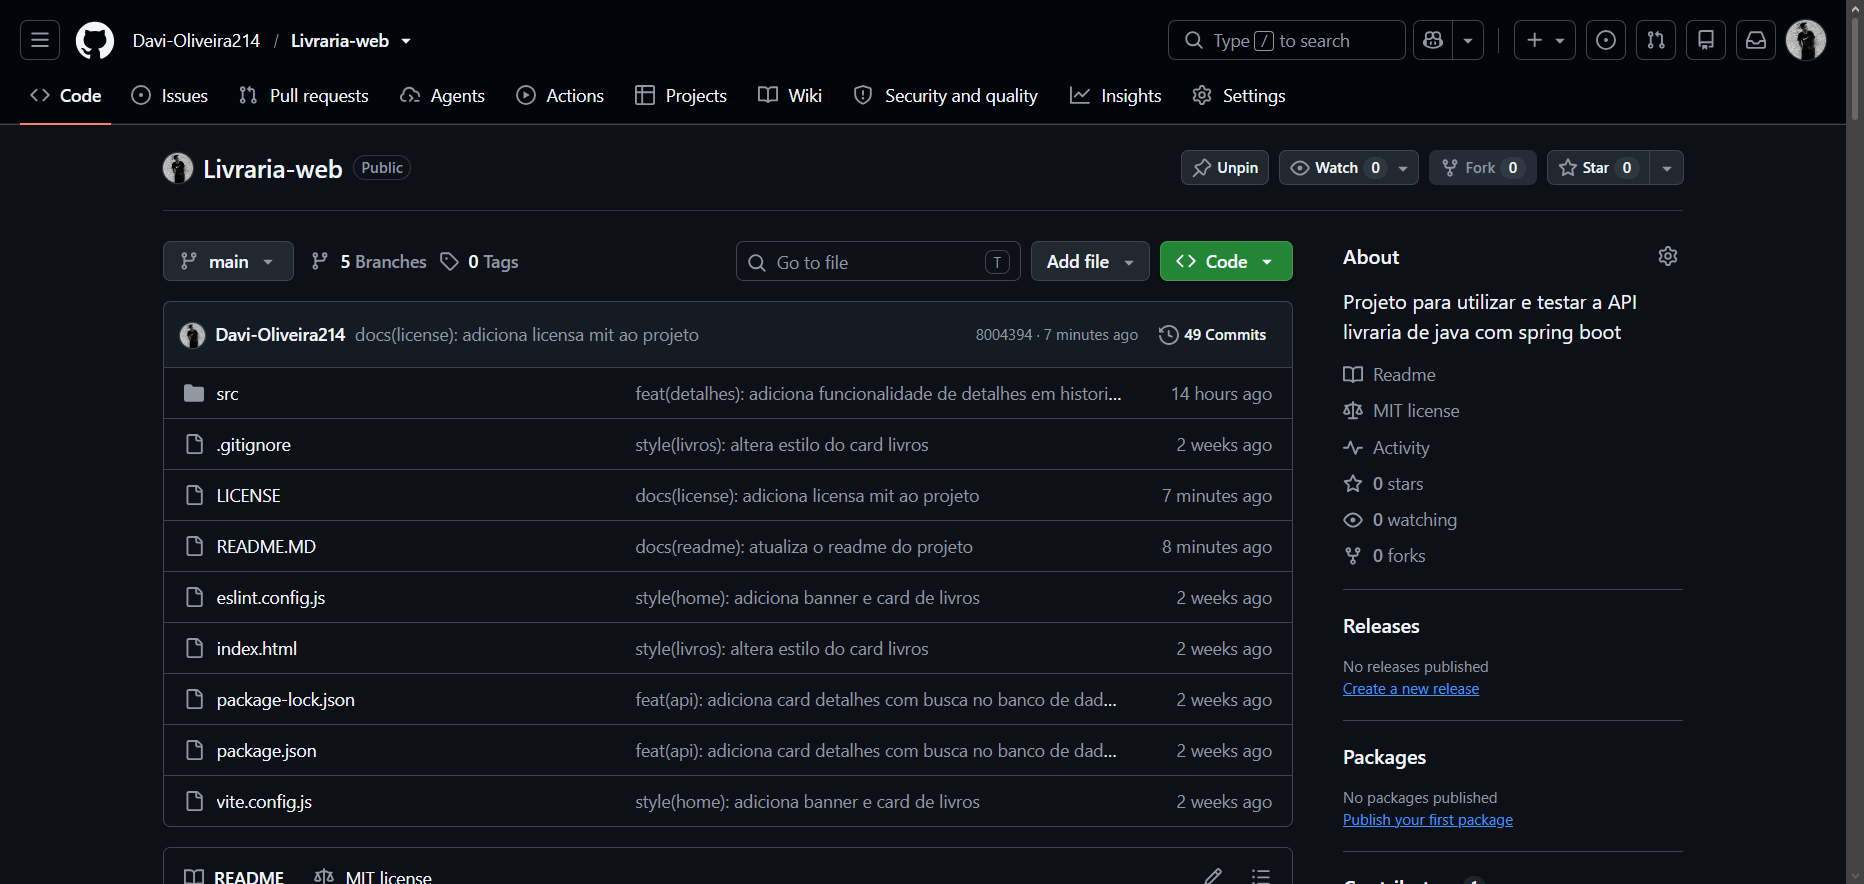 Davi-Oliveira214 / Livraria-web
Type / to search
Code
Issues
Pull requests
Agents
Actions
Projects
Wiki
Security and quality
Insights
Settings
Livraria-web
Public
Unpin
Watch 0
Fork 0
Star 0
main
5 Branches
0 Tags
Go to file
T
Add file
Code
Davi-Oliveira214 docs(license): adiciona licensa mit ao projeto
8004394 · 7 minutes ago
49 Commits
src feat(detalhes): adiciona funcionalidade de detalhes em histori... 14 hours ago
.gitignore style(livros): altera estilo do card livros 2 weeks ago
LICENSE docs(license): adiciona licensa mit ao projeto 7 minutes ago
README.MD docs(readme): atualiza o readme do projeto 8 minutes ago
eslint.config.js style(home): adiciona banner e card de livros 2 weeks ago
index.html style(livros): altera estilo do card livros 2 weeks ago
package-lock.json feat(api): adiciona card detalhes com busca no banco de dad... 2 weeks ago
package.json feat(api): adiciona card detalhes com busca no banco de dad... 2 weeks ago
vite.config.js style(home): adiciona banner e card de livros 2 weeks ago
README
MIT license
About
Projeto para utilizar e testar a API
livraria de java com spring boot
Readme
MIT license
Activity
0 stars
0 watching
0 forks
Releases
No releases published
Create a new release
Packages
No packages published
Publish your first package